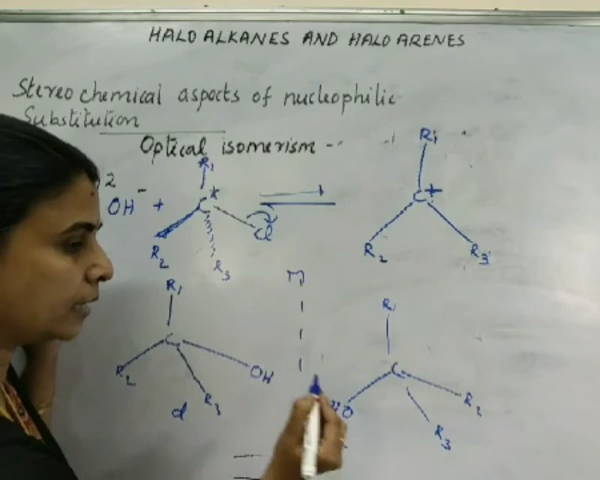 HALO ALKANES AND HALO ARENES
Stereo chemical aspects of nucleophilic
Substitution
Optical isomerism --
2
R1 R1
OH- + C* Cl C+
R2 R3 R2 R3
M
R1 R
C OH C
R2 R3 HO R2
d R3